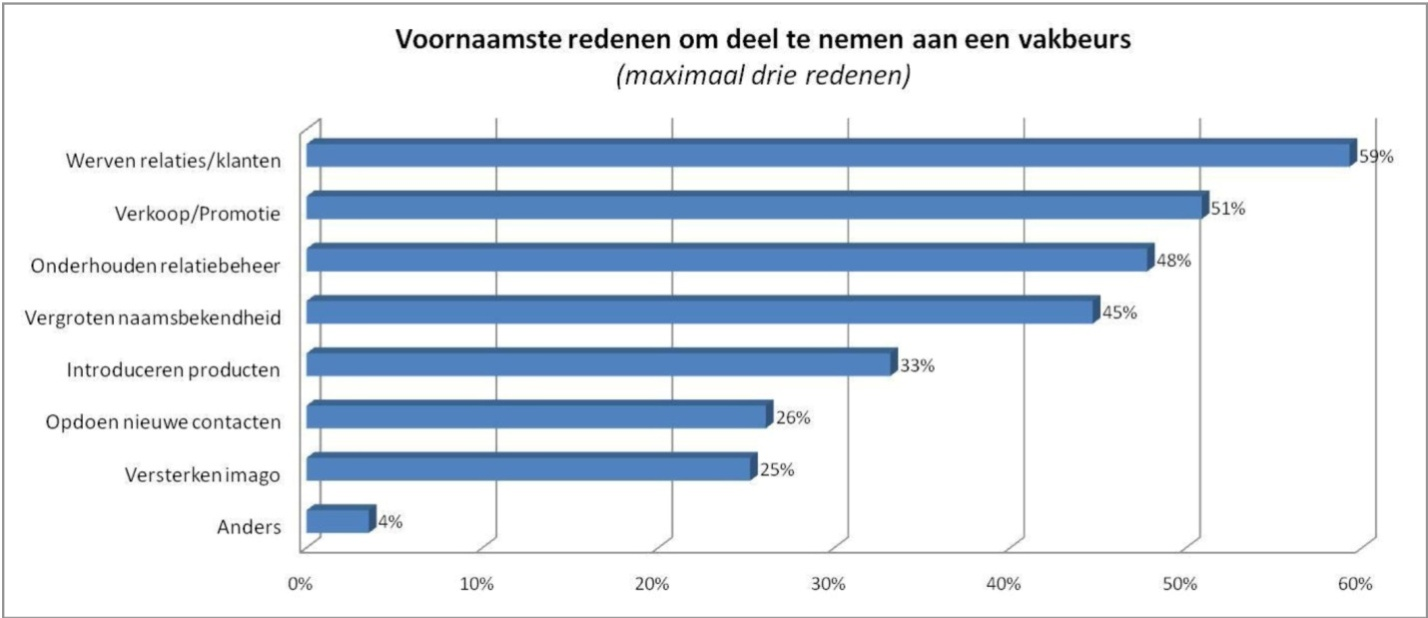 Voornaamste redenen om deel te nemen aan een vakbeurs
(maximaal drie redenen)
Werven relaties/klanten 59%
Verkoop/Promotie 51%
Onderhouden relatiebeheer 48%
Vergroten naamsbekendheid 45%
Introduceren producten 33%
Opdoen nieuwe contacten 26%
Versterken imago 25%
Anders 4%
0% 10% 20% 30% 40% 50% 60%